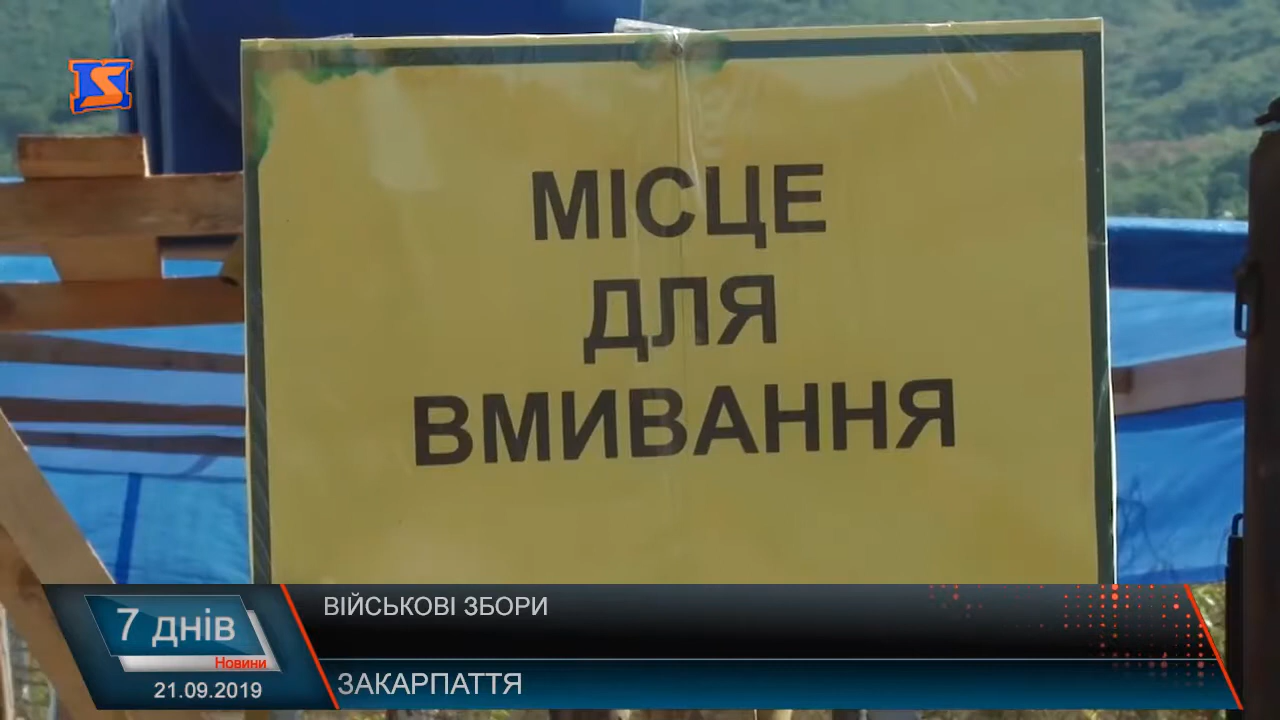 МІСЦЕ
ДЛЯ
ВМИВАННЯ
7 днів
Новини
21.09.2019
ВІЙСЬКОВІ ЗБОРИ
ЗАКАРПАТТЯ